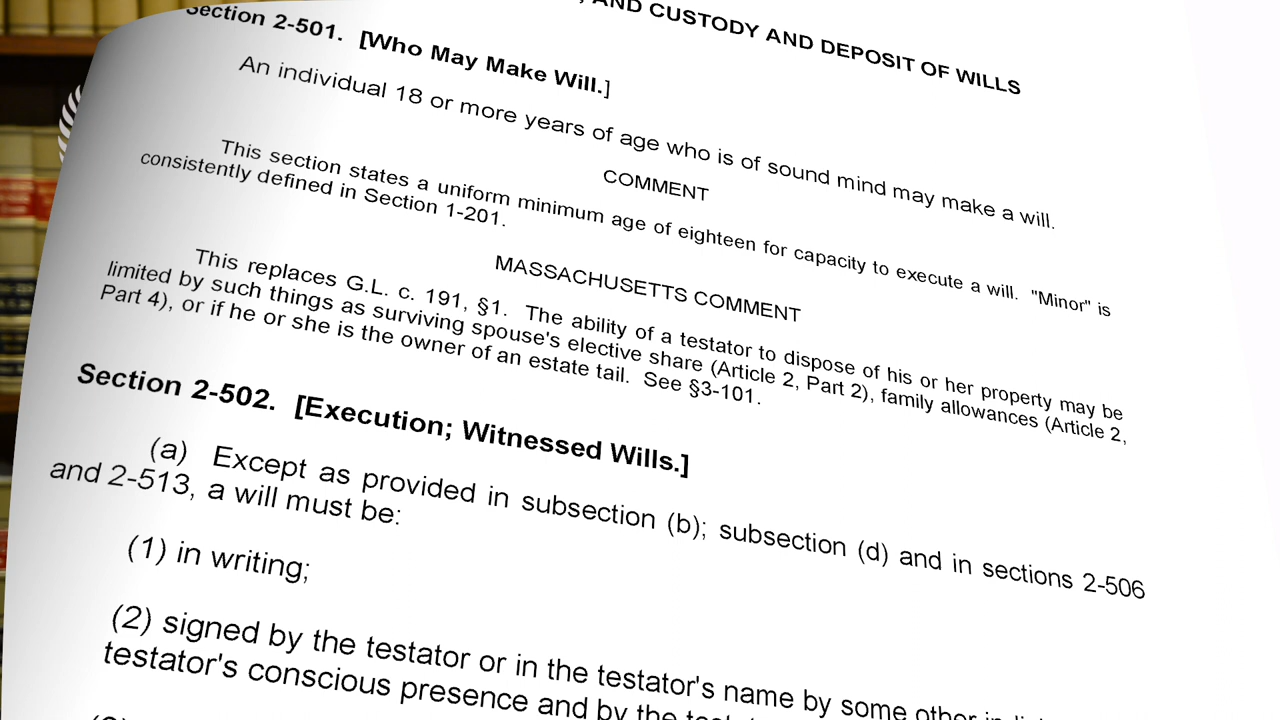 AND CUSTODY AND DEPOSIT OF WILLS
Section 2-501. [Who May Make Will.]
An individual 18 or more years of age who is of sound mind may make a will.
COMMENT
This section states a uniform minimum age of eighteen for capacity to execute a will. "Minor" is
consistently defined in Section 1-201.
MASSACHUSETTS COMMENT
This replaces G.L. c. 191, §1. The ability of a testator to dispose of his or her property may be
limited by such things as surviving spouse's elective share (Article 2, Part 2), family allowances (Article 2,
Part 4), or if he or she is the owner of an estate tail. See §3-101.
Section 2-502. [Execution; Witnessed Wills.]
(a) Except as provided in subsection (b); subsection (d) and in sections 2-506
and 2-513, a will must be:
(1) in writing;
(2) signed by the testator or in the testator's name by some other
testator's conscious presence and by the